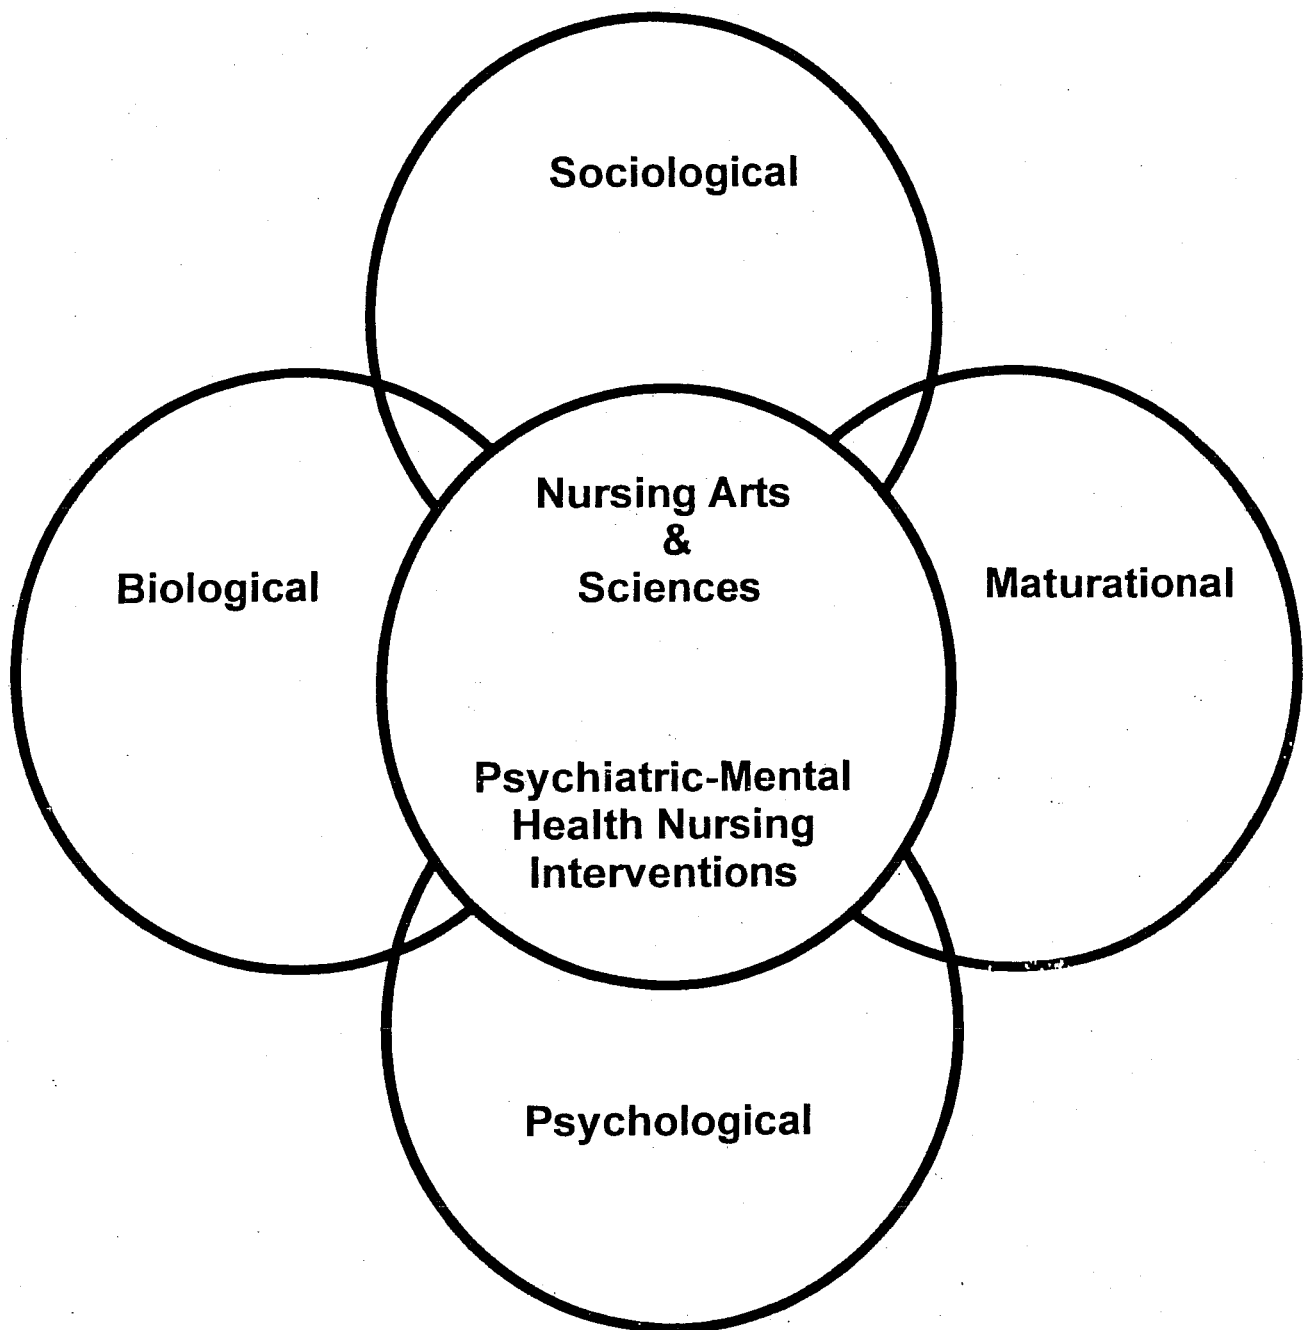 Sociological
Nursing Arts
&
Sciences
Biological
Maturational
Psychiatric-Mental
Health Nursing
Interventions
Psychological